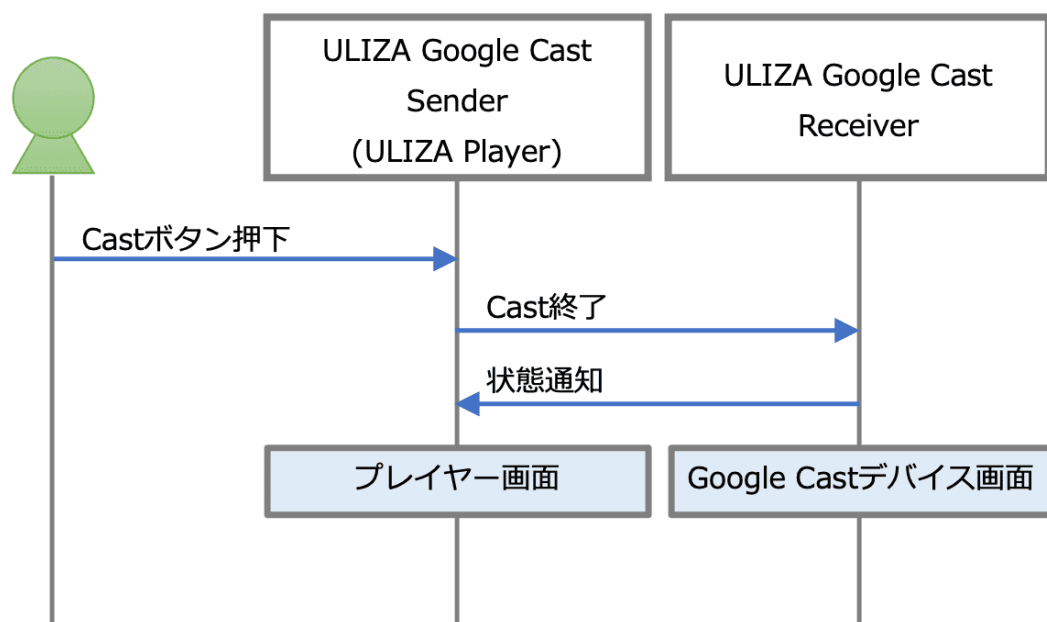 ULIZA Google Cast
Sender
(ULIZA Player)
ULIZA Google Cast
Receiver
Castボタン押下
Cast終了
状態通知
プレイヤー画面
Google Castデバイス画面